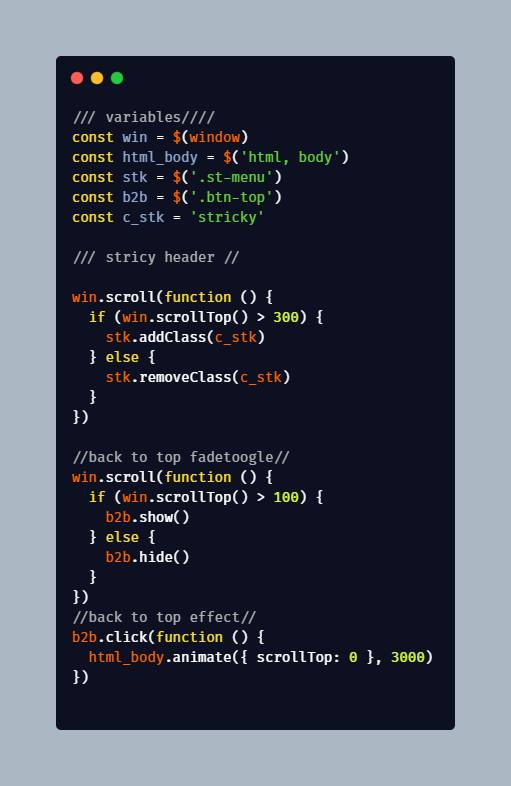 /// variables////
const win = $(window)
const html_body = $('html, body')
const stk = $('.st-menu')
const b2b = $('.btn-top')
const c_stk = 'stricky'
/// stricy header //
win.scroll(function () {
  if (win.scrollTop() > 300) {
    stk.addClass(c_stk)
  } else {
    stk.removeClass(c_stk)
  }
})
//back to top fadetoogle//
win.scroll(function () {
  if (win.scrollTop() > 100) {
    b2b.show()
  } else {
    b2b.hide()
  }
})
//back to top effect//
b2b.click(function () {
  html_body.animate({ scrollTop: 0 }, 3000)
})